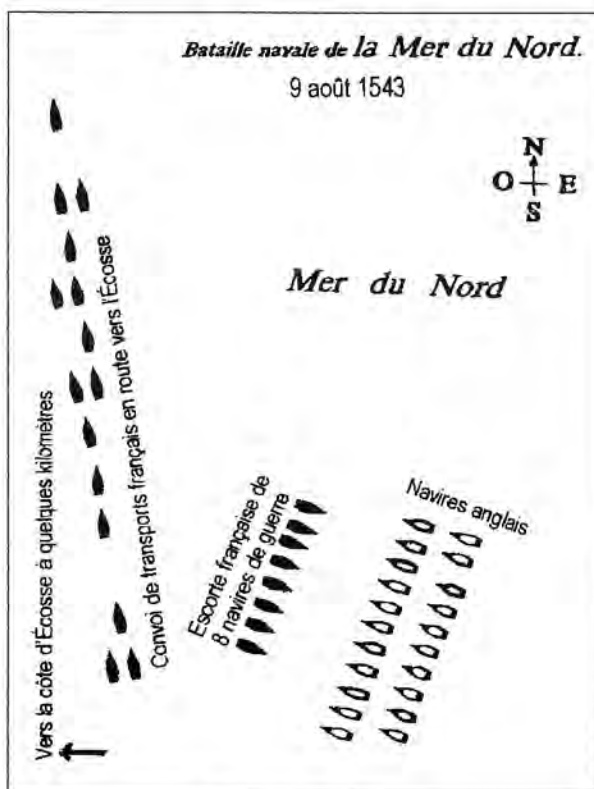 Bataille navale de la Mer du Nord.
9 août 1543
N
O E
S
Mer du Nord
Vers la côte d'Écosse à quelques kilomètres
Convoi de transports français en route vers l'Écosse
Escorte française de
8 navires de guerre
Navires anglais